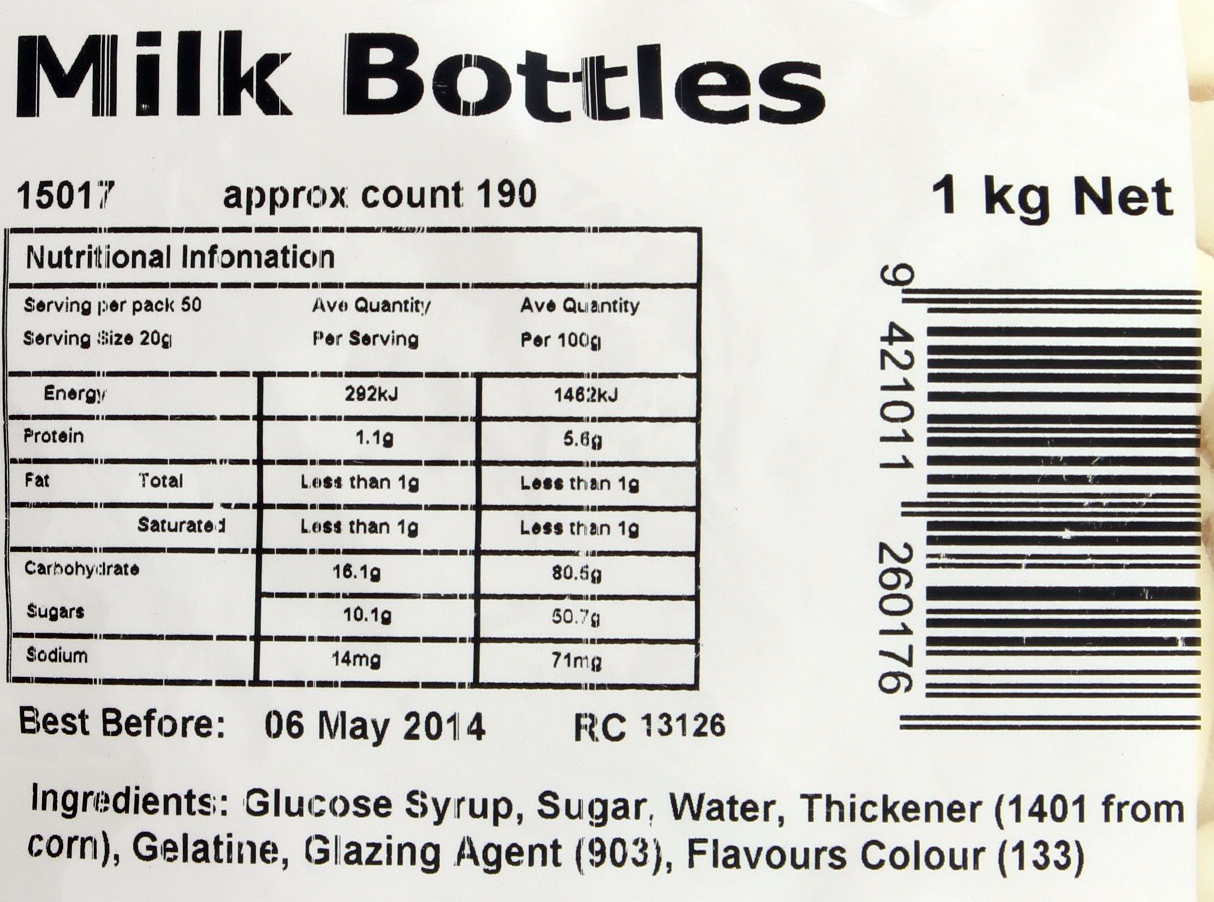 Milk Bottles
15017 approx count 190
1 kg Net
Nutritional Infomation
Serving per pack 50 Ave Quantity Ave Quantity
Serving Size 20g Per Serving Per 100g
Energy 292kJ 1462kJ
Protein 1.1g 5.6g
Fat Total Less than 1g Less than 1g
Saturated Less than 1g Less than 1g
Carbohydrate 16.1g 80.5g
Sugars 10.1g 50.7g
Sodium 14mg 71mg
9 421011 260176
Best Before: 06 May 2014 RC 13126
Ingredients: Glucose Syrup, Sugar, Water, Thickener (1401 from
corn), Gelatine, Glazing Agent (903), Flavours Colour (133)